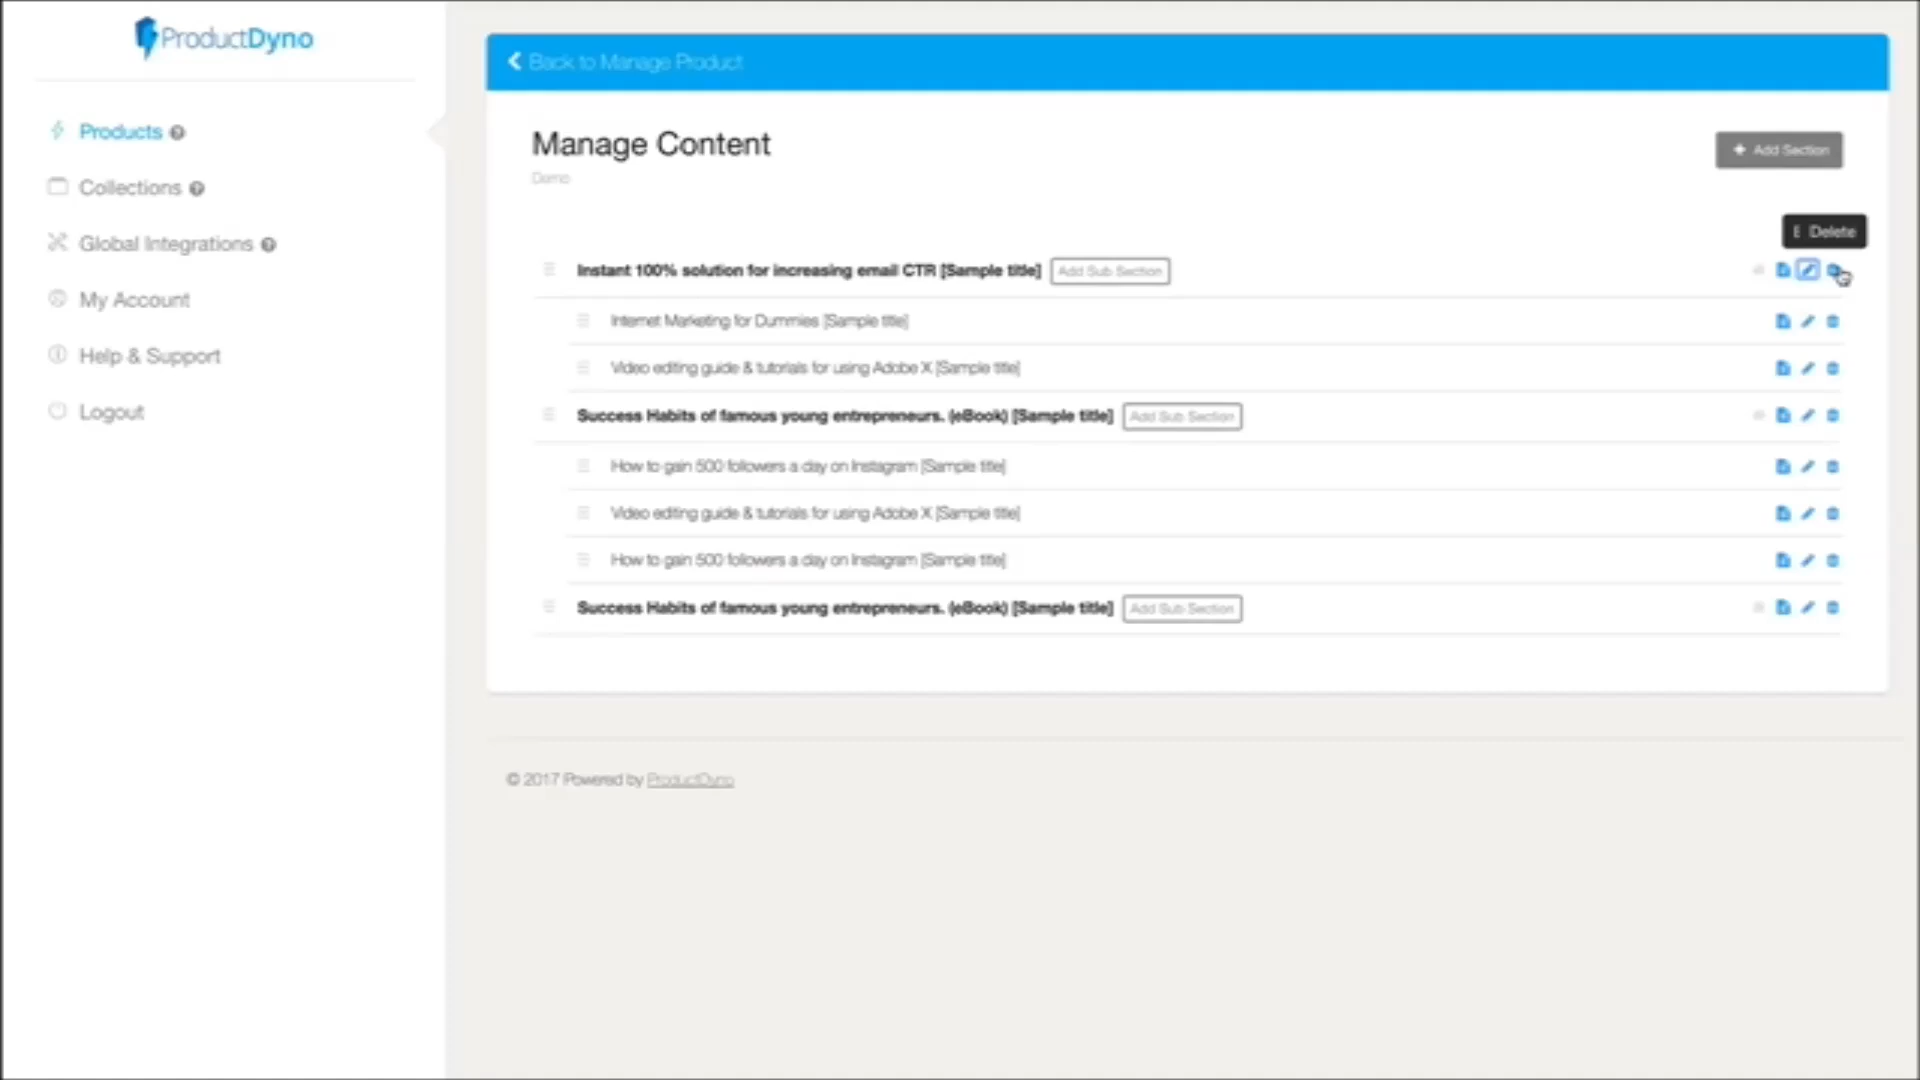 ProductDyno
Products
Collections
Global Integrations
My Account
Help & Support
Logout
Back to Manage Product
Manage Content
Demo
Add Section
Delete
Instant 100% solution for increasing email CTR [Sample title] Add Sub Section
Internet Marketing for Dummies [Sample title]
Video editing guide & tutorials for using Adobe X [Sample title]
Success Habits of famous young entrepreneurs. (eBook) [Sample title] Add Sub Section
How to gain 500 followers a day on Instagram [Sample title]
Video editing guide & tutorials for using Adobe X [Sample title]
How to gain 500 followers a day on Instagram [Sample title]
Success Habits of famous young entrepreneurs. (eBook) [Sample title] Add Sub Section
© 2017 Powered by ProductDyno